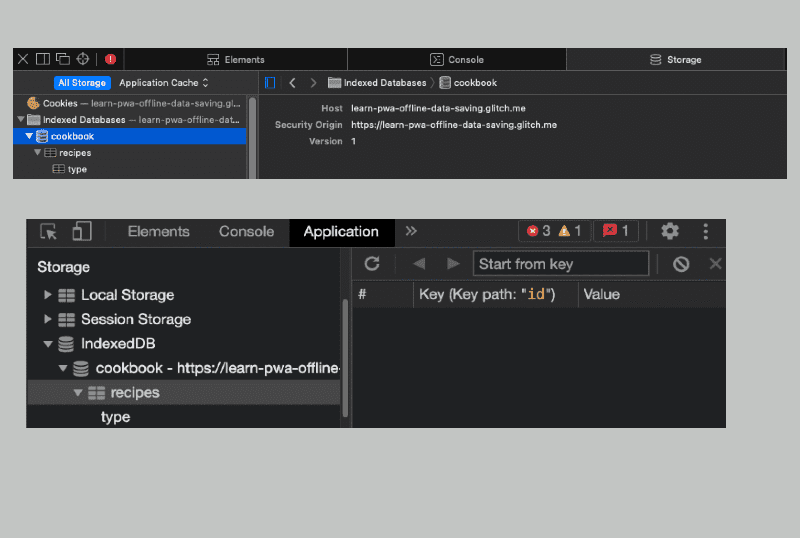 Elements
Console
Storage
All Storage Application Cache
Cookies — learn-pwa-offline-data-saving.gl...
Indexed Databases — learn-pwa-offline-dat...
cookbook
recipes
type
Indexed Databases cookbook
Host learn-pwa-offline-data-saving.glitch.me
Security Origin https://learn-pwa-offline-data-saving.glitch.me
Version 1
Elements Console Application » 3 1 1
Storage
Local Storage
Session Storage
IndexedDB
cookbook - https://learn-pwa-offline-
recipes
type
Start from key
# Key (Key path: "id") Value